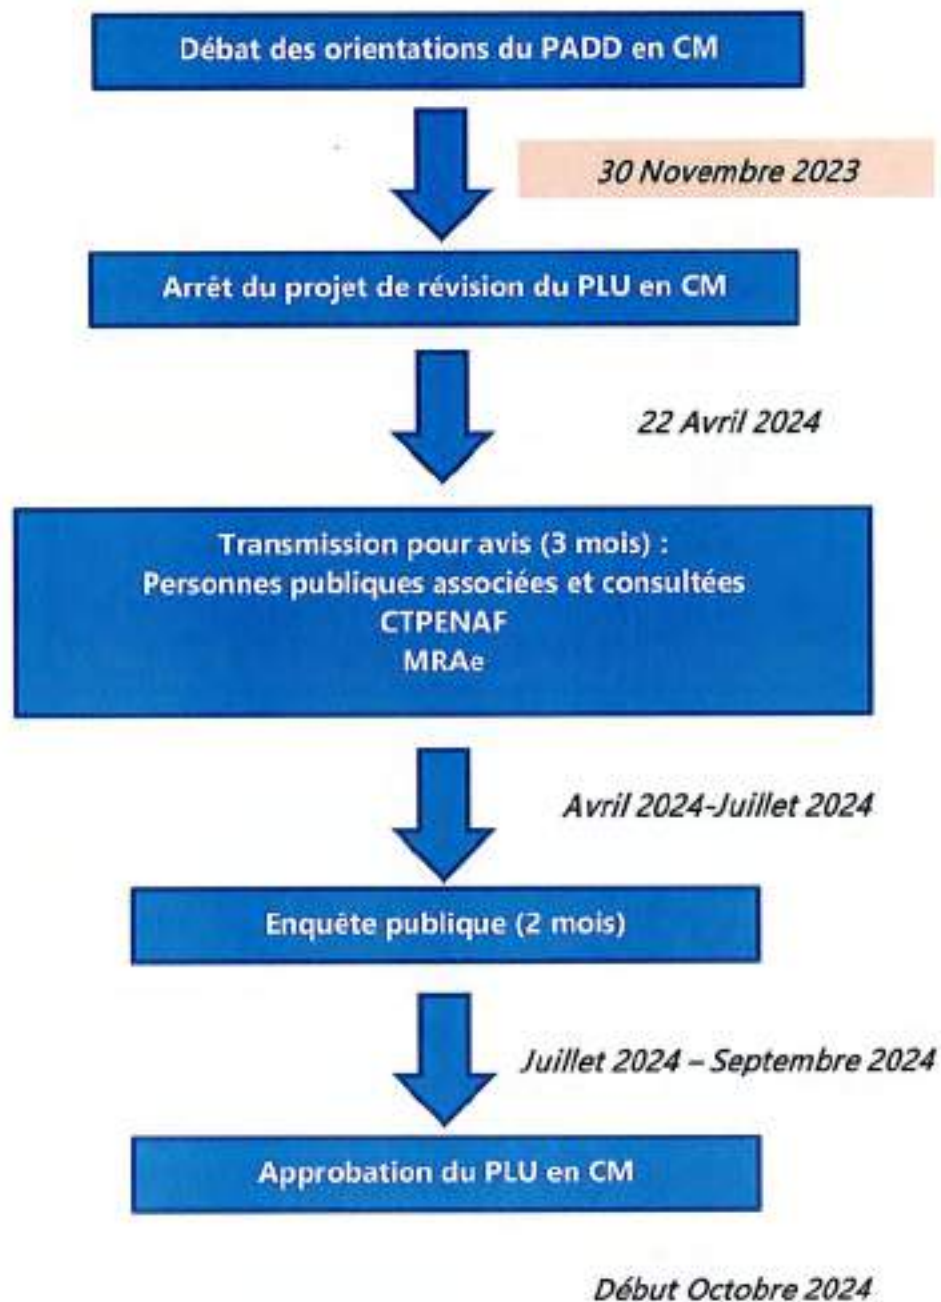 Débat des orientations du PADD en CM
30 Novembre 2023
Arrêt du projet de révision du PLU en CM
22 Avril 2024
Transmission pour avis (3 mois) :
Personnes publiques associées et consultées
CTPENAF
MRAe
Avril 2024-Juillet 2024
Enquête publique (2 mois)
Juillet 2024 – Septembre 2024
Approbation du PLU en CM
Début Octobre 2024